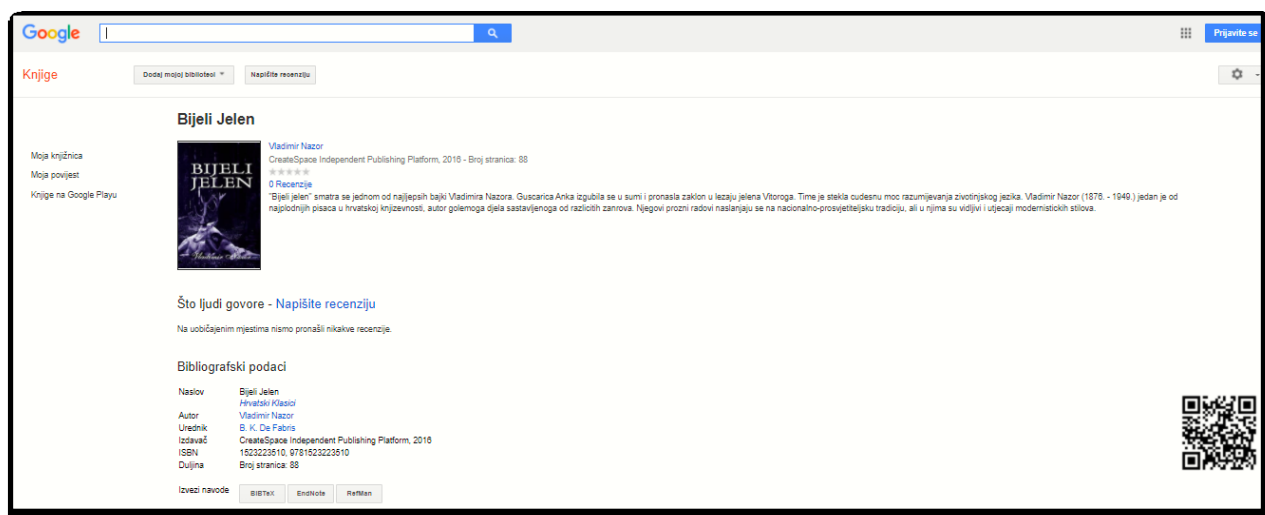 Google
Prijavite se
Knjige
Dodaj mojoj biblioteci
Napišite recenziju
Bijeli Jelen
Moja knjižnica
Moja povijest
Knjige na Google Playu
BIJELI
JELEN
Vladimir Nazor
CreateSpace Independent Publishing Platform, 2016 - Broj stranica: 88
0 Recenzije
"Bijeli jelen" smatra se jednom od najljepsih bajki Vladimira Nazora. Guscarica Anka izgubila se u sumi i pronasla zaklon u lezaju jelena Vitoroga. Time je stekla cudesnu moc razumijevanja zivotinjskog jezika. Vladimir Nazor (1876. - 1949.) jedan je od
najplodnijih pisaca u hrvatskoj knjizevnosti, autor golemoga djela sastavljenoga od razlicitih zanrova. Njegovi prozni radovi naslanjaju se na nacionalno-prosvjetiteljsku tradiciju, ali u njima su vidljivi i utjecaji modernistickih stilova.
Što ljudi govore - Napišite recenziju
Na uobičajenim mjestima nismo pronašli nikakve recenzije.
Bibliografski podaci
Naslov Bijeli Jelen
Hrvatski Klasici
Autor Vladimir Nazor
Urednik B. K. De Fabris
Izdavač CreateSpace Independent Publishing Platform, 2016
ISBN 1523223510, 9781523223510
Duljina Broj stranica: 88
Izvezi navode BiBTeX EndNote RefMan